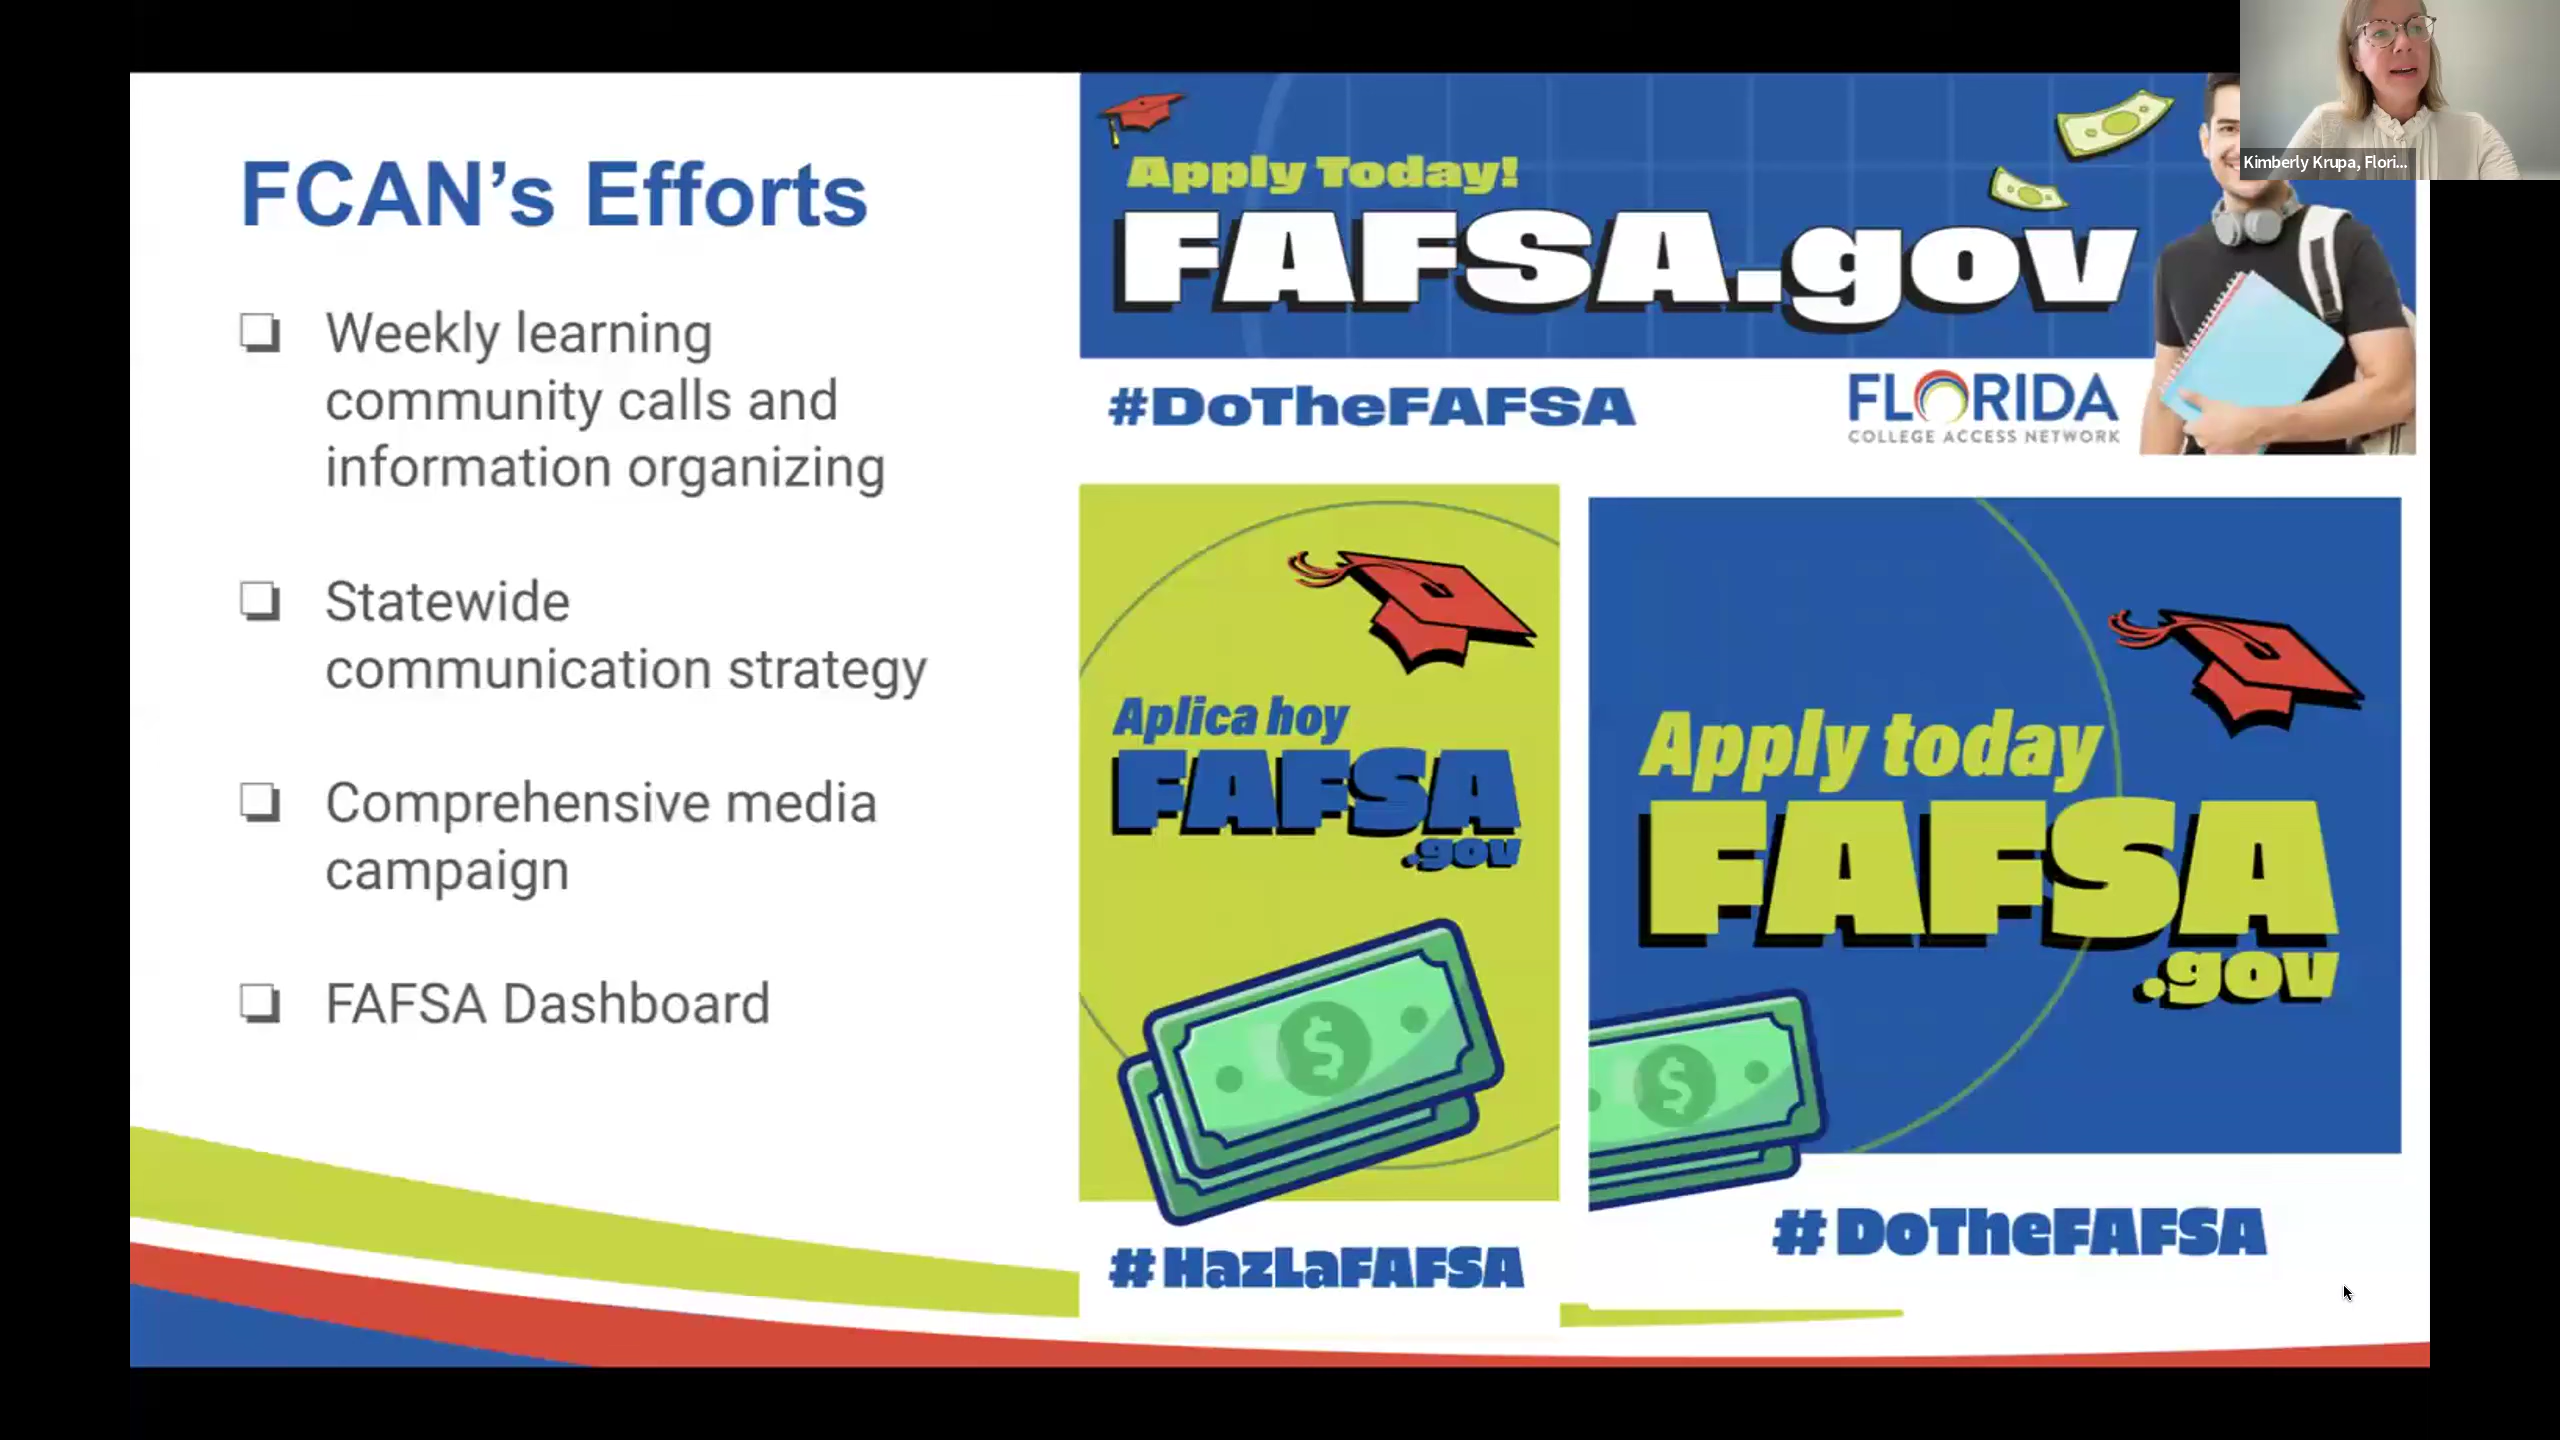 FCAN's Efforts
Weekly learning
community calls and
information organizing
Statewide
communication strategy
Comprehensive media
campaign
FAFSA Dashboard
Apply Today!
FAFSA.gov
#DoTheFAFSA
FLORIDA
COLLEGE ACCESS NETWORK
Aplica hoy
FAFSA
.gov
$
#HazLaFAFSA
Apply today
FAFSA
.gov
$
#DoTheFAFSA
Kimberly Krupa, Flori...